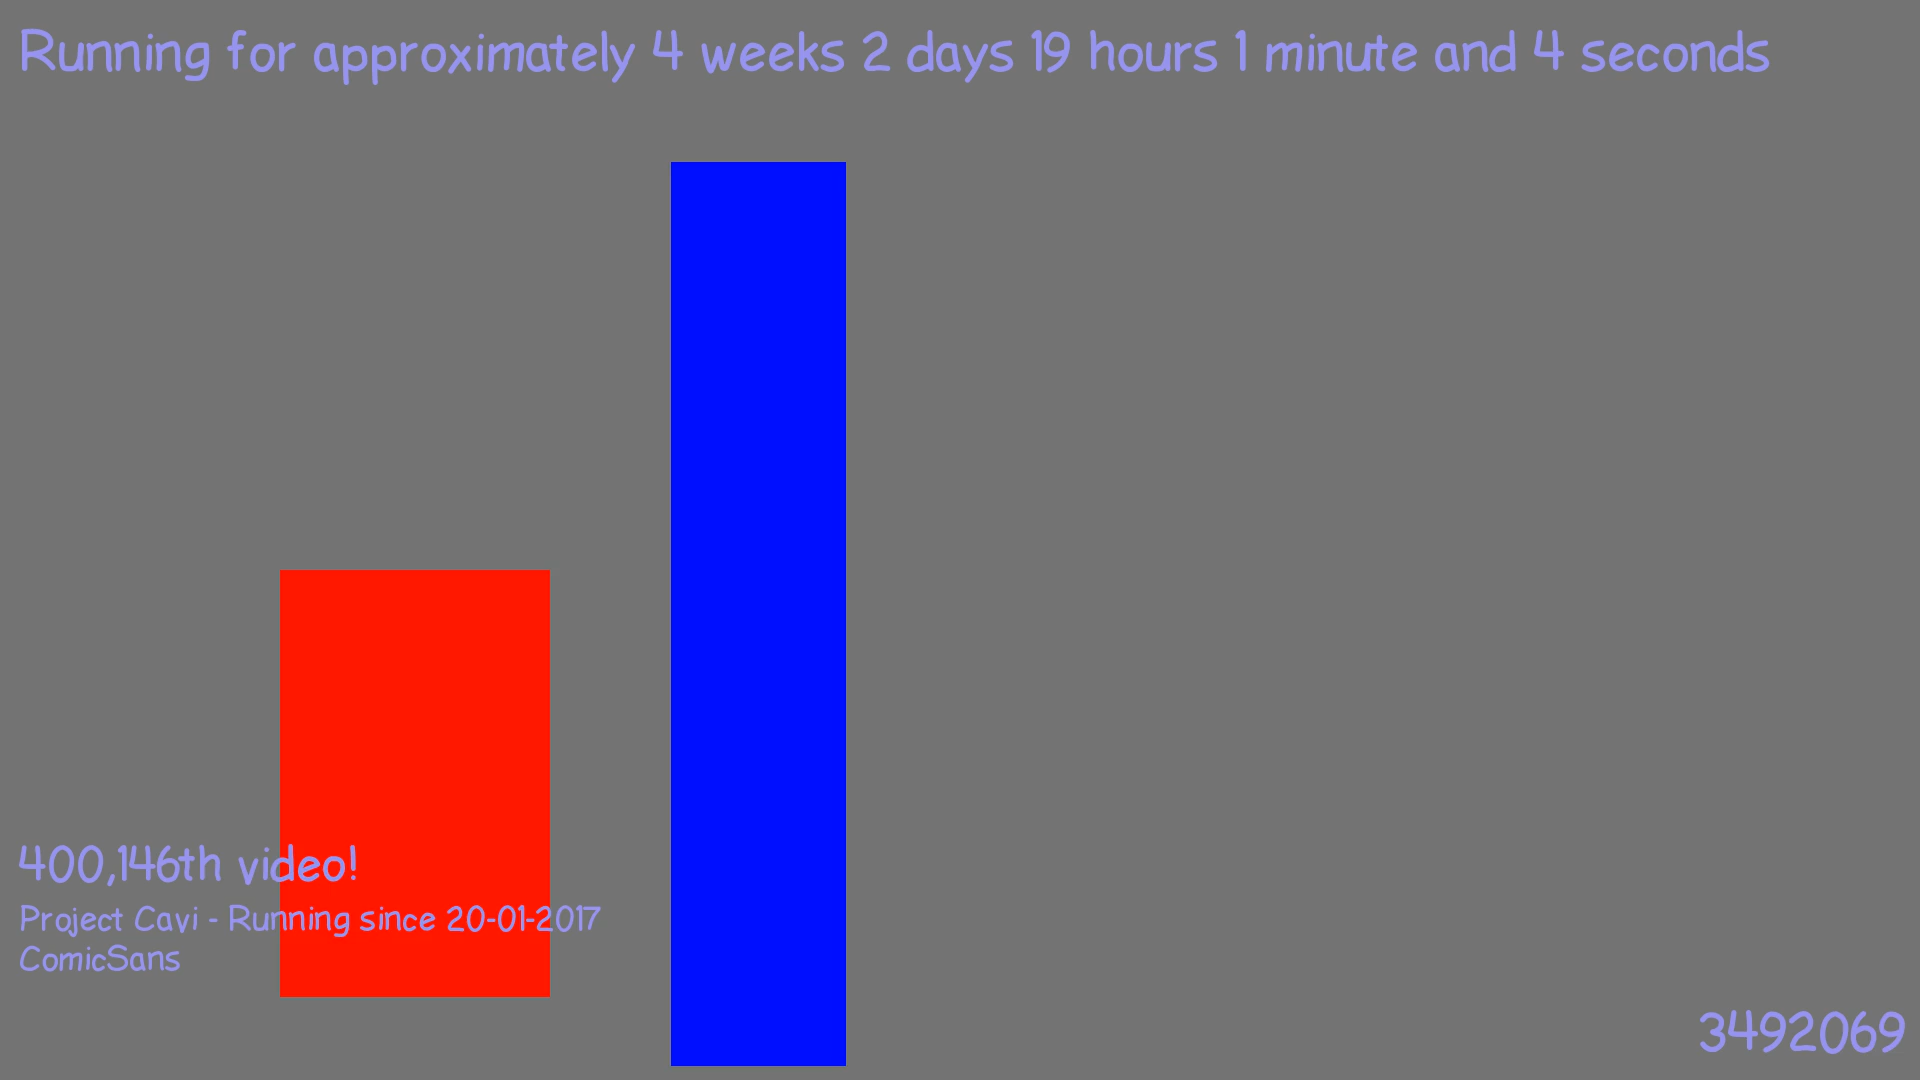 Running for approximately 4 weeks 2 days 19 hours 1 minute and 4 seconds
400,146th video!
Project Cavi - Running since 20-01-2017
ComicSans
3492069